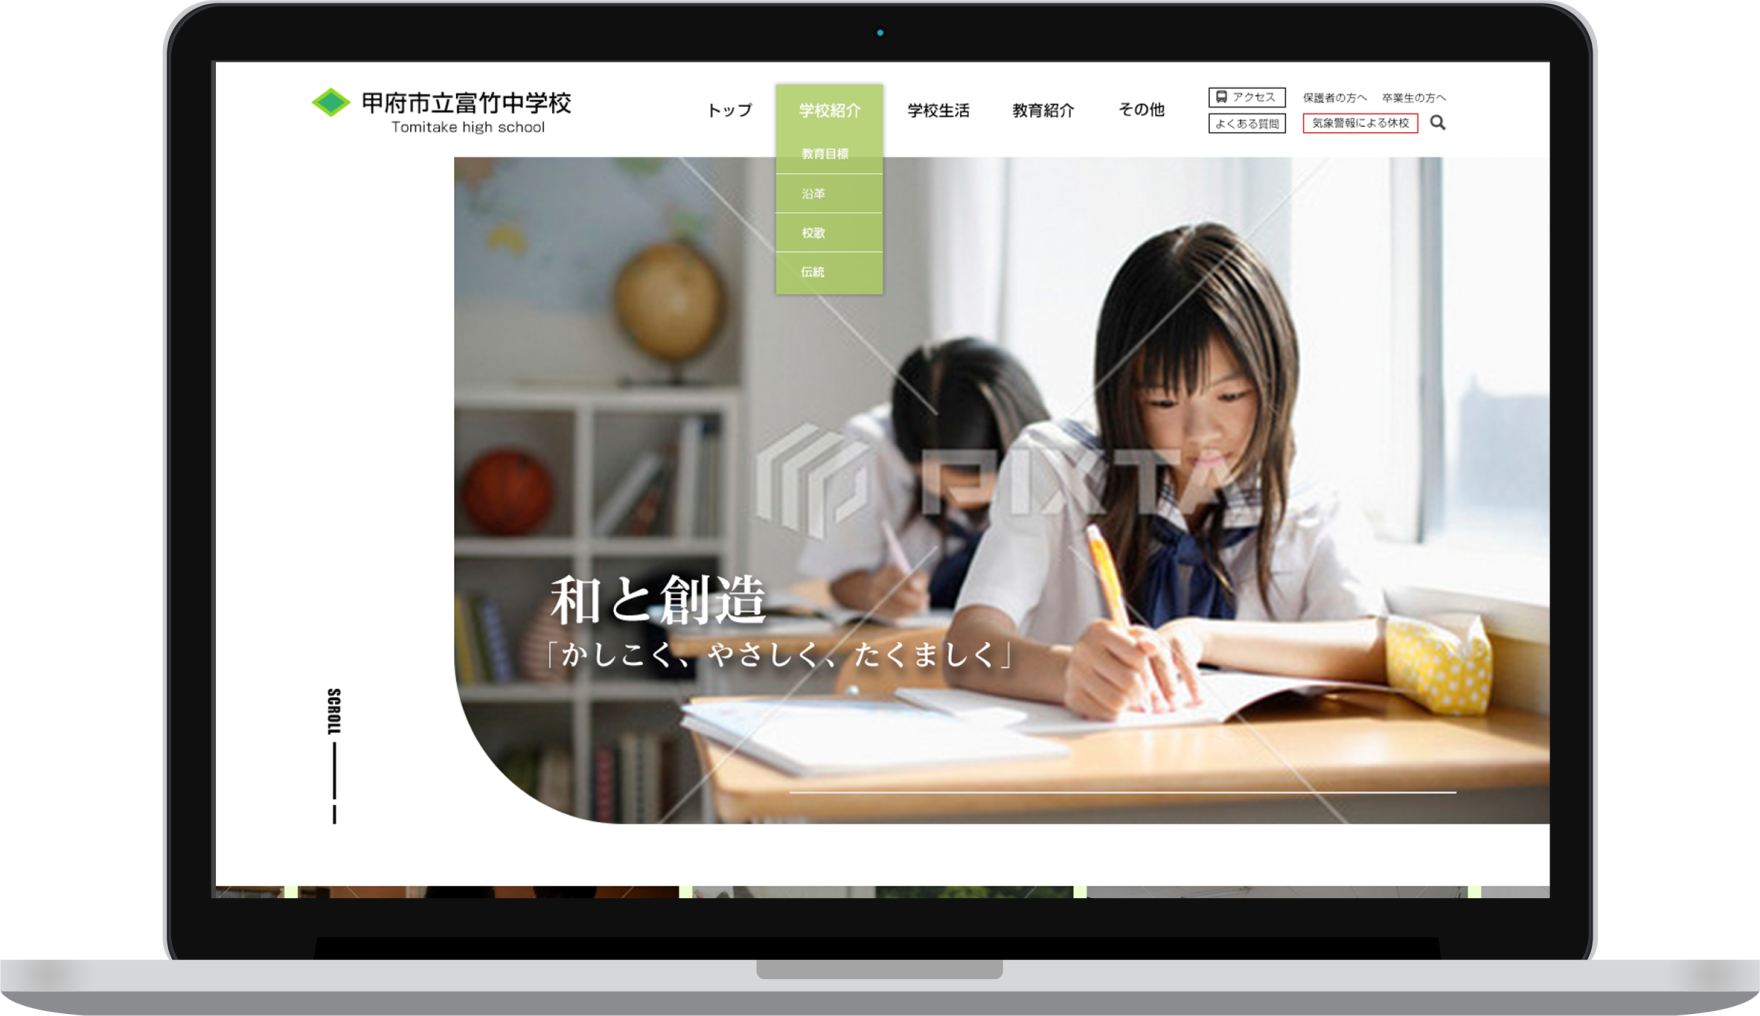 甲府市立富竹中学校
Tomitake high school
トップ
学校紹介
学校生活
教育紹介
その他
アクセス
保護者の方へ
卒業生の方へ
よくある質問
気象警報による休校
教育目標
沿革
校歌
伝統
PIXTA
和と創造
「かしこく、やさしく、たくましく」
SCROLL